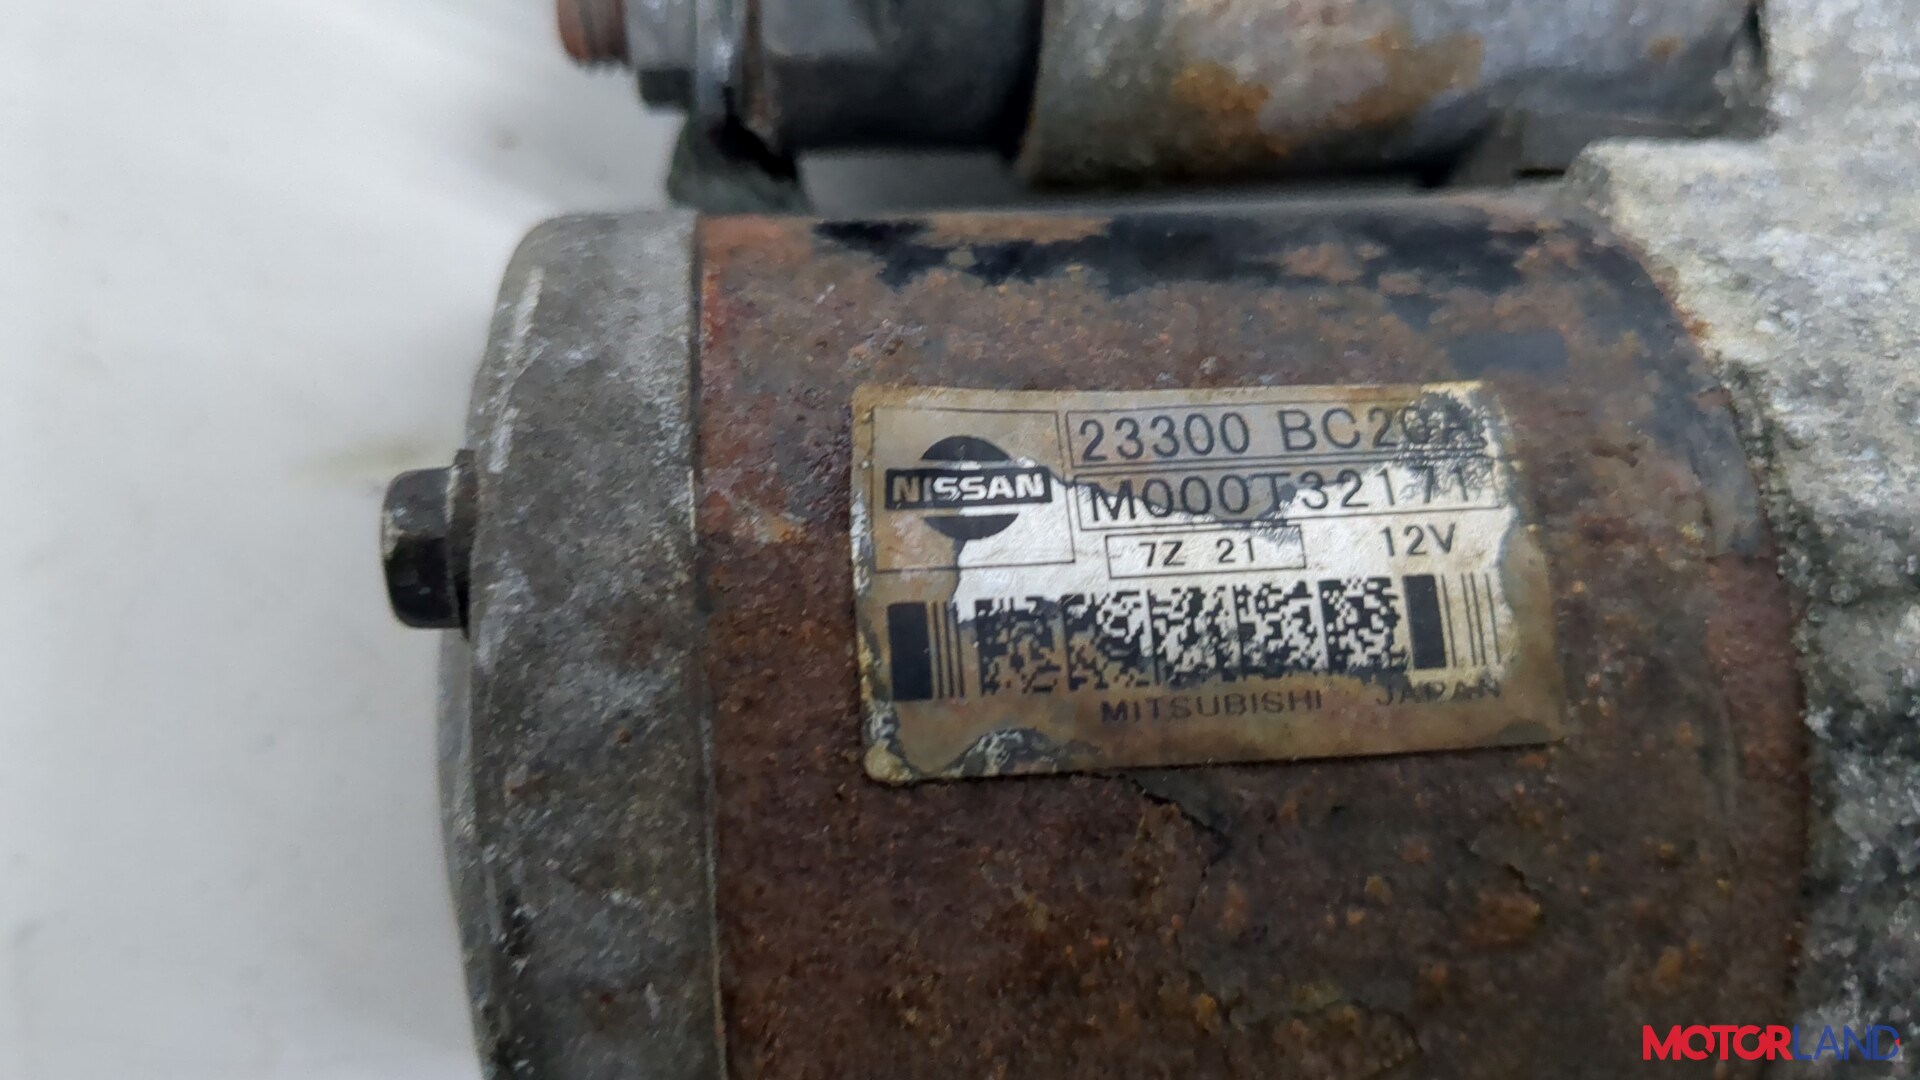 NISSAN
23300 BC20A
M000T32171
7Z 21 12V
MITSUBISHI JAPAN
MOTORLAND